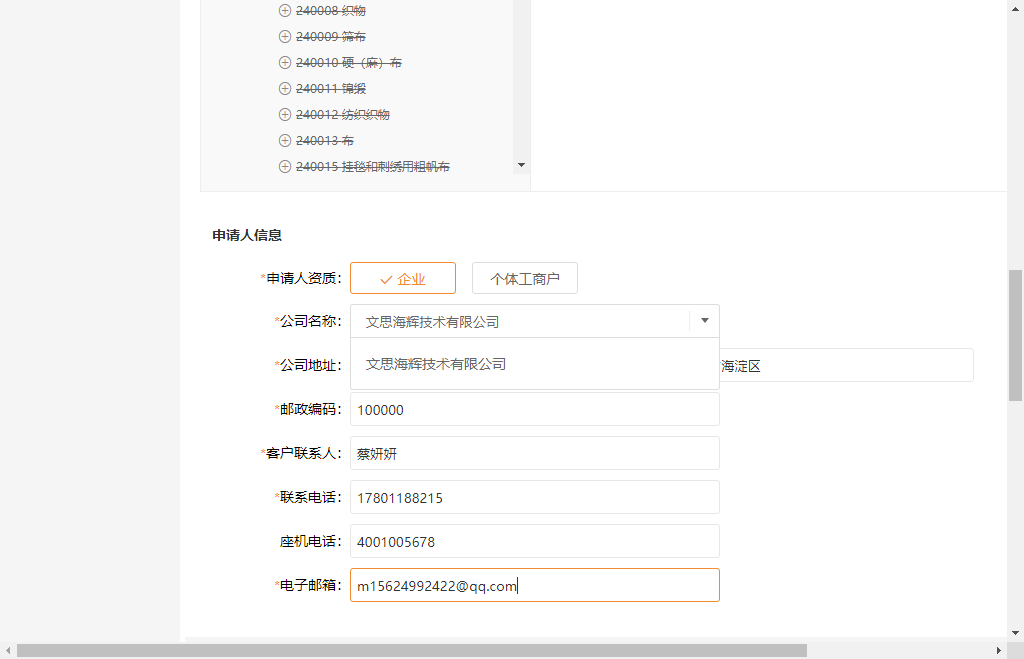 240008 织物
240009 筛布
240010 硬（麻）布
240011 锦缎
240012 纺织织物
240013 布
240015 挂毯和刺绣用粗帆布
申请人信息
*申请人资质： 企业 个体工商户
*公司名称： 文思海辉技术有限公司
*公司地址： 文思海辉技术有限公司 海淀区
*邮政编码： 100000
*客户联系人： 蔡妍妍
*联系电话： 17801188215
座机电话： 4001005678
*电子邮箱： m15624992422@qq.com